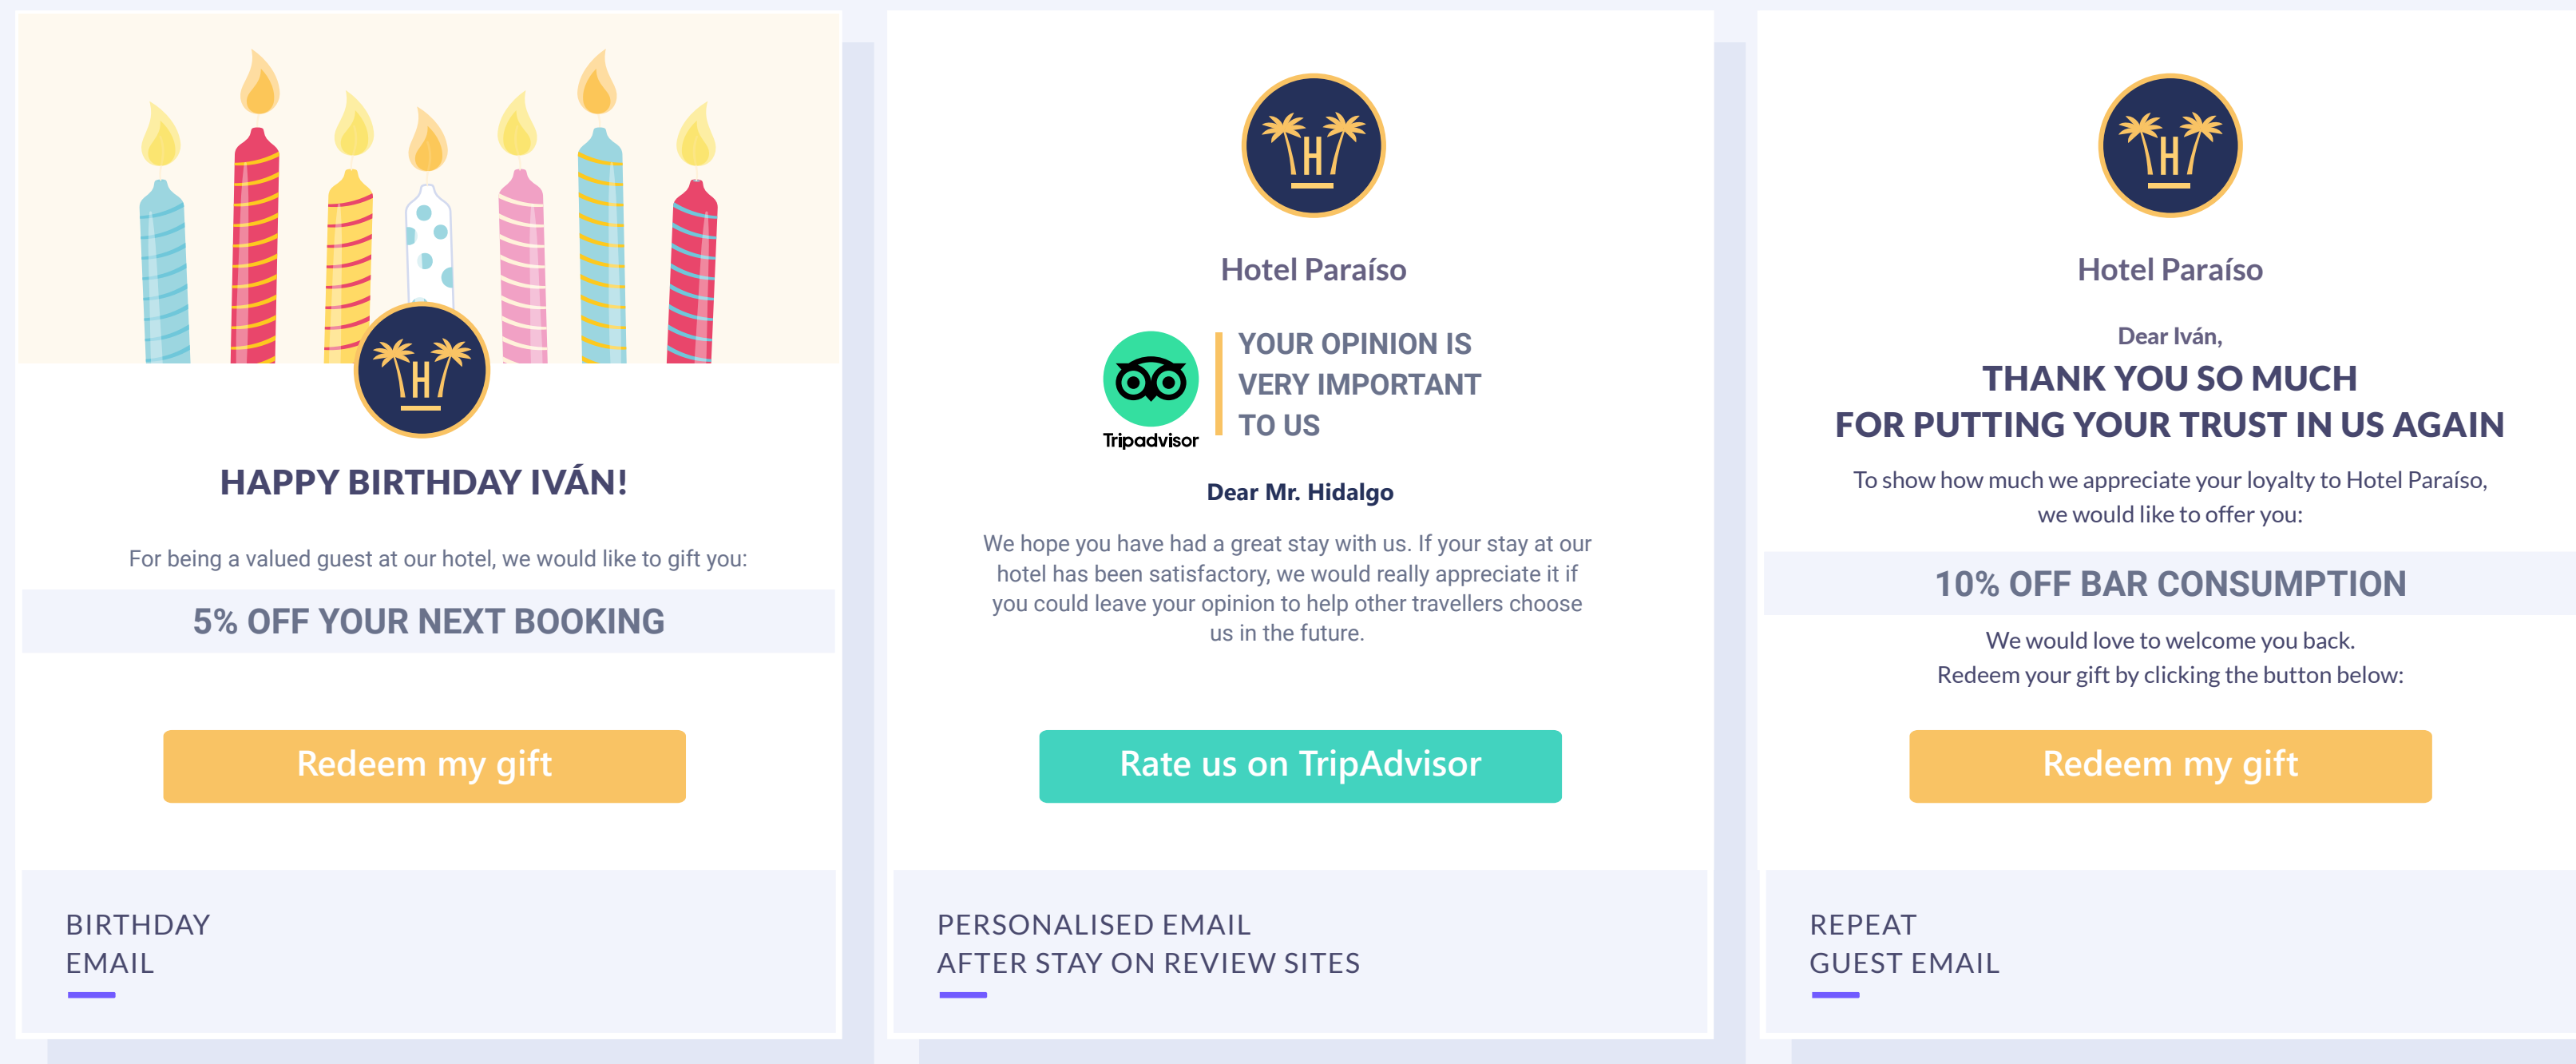 H
HAPPY BIRTHDAY IVÁN!
For being a valued guest at our hotel, we would like to gift you:
5% OFF YOUR NEXT BOOKING
Redeem my gift
BIRTHDAY
EMAIL
H
Hotel Paraíso
Tripadvisor
YOUR OPINION IS
VERY IMPORTANT
TO US
Dear Mr. Hidalgo
We hope you have had a great stay with us. If your stay at our
hotel has been satisfactory, we would really appreciate it if
you could leave your opinion to help other travellers choose
us in the future.
Rate us on TripAdvisor
PERSONALISED EMAIL
AFTER STAY ON REVIEW SITES
H
Hotel Paraíso
Dear Iván,
THANK YOU SO MUCH
FOR PUTTING YOUR TRUST IN US AGAIN
To show how much we appreciate your loyalty to Hotel Paraíso,
we would like to offer you:
10% OFF BAR CONSUMPTION
We would love to welcome you back.
Redeem your gift by clicking the button below:
Redeem my gift
REPEAT
GUEST EMAIL